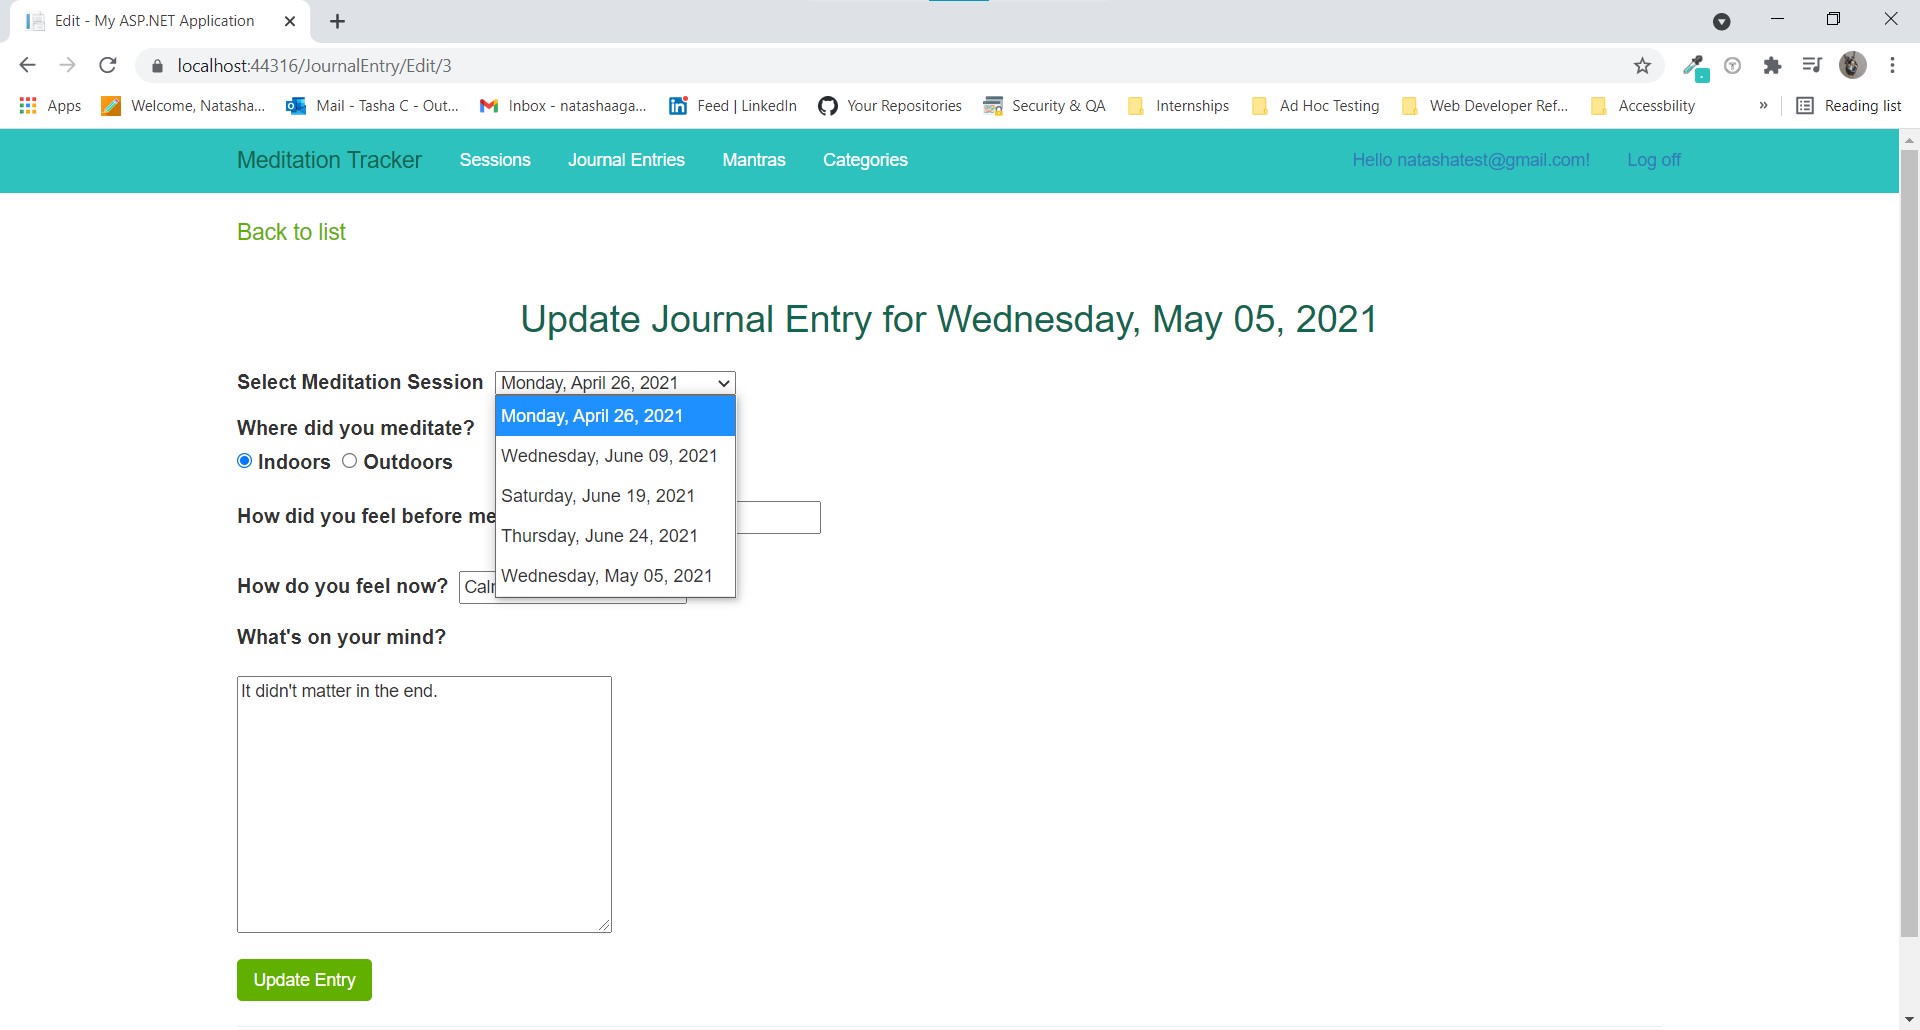 Edit - My ASP.NET Application
localhost:44316/JournalEntry/Edit/3
Apps Welcome, Natasha... Mail - Tasha C - Out... Inbox - natashaaga... Feed | LinkedIn Your Repositories Security & QA Internships Ad Hoc Testing Web Developer Ref... Accessbility » Reading list
Meditation Tracker Sessions Journal Entries Mantras Categories Hello natashatest@gmail.com! Log off
Back to list
Update Journal Entry for Wednesday, May 05, 2021
Select Meditation Session Monday, April 26, 2021
Monday, April 26, 2021
Wednesday, June 09, 2021
Saturday, June 19, 2021
Thursday, June 24, 2021
Wednesday, May 05, 2021
Where did you meditate?
Indoors Outdoors
How did you feel before me
How do you feel now?
What's on your mind?
It didn't matter in the end.
Update Entry